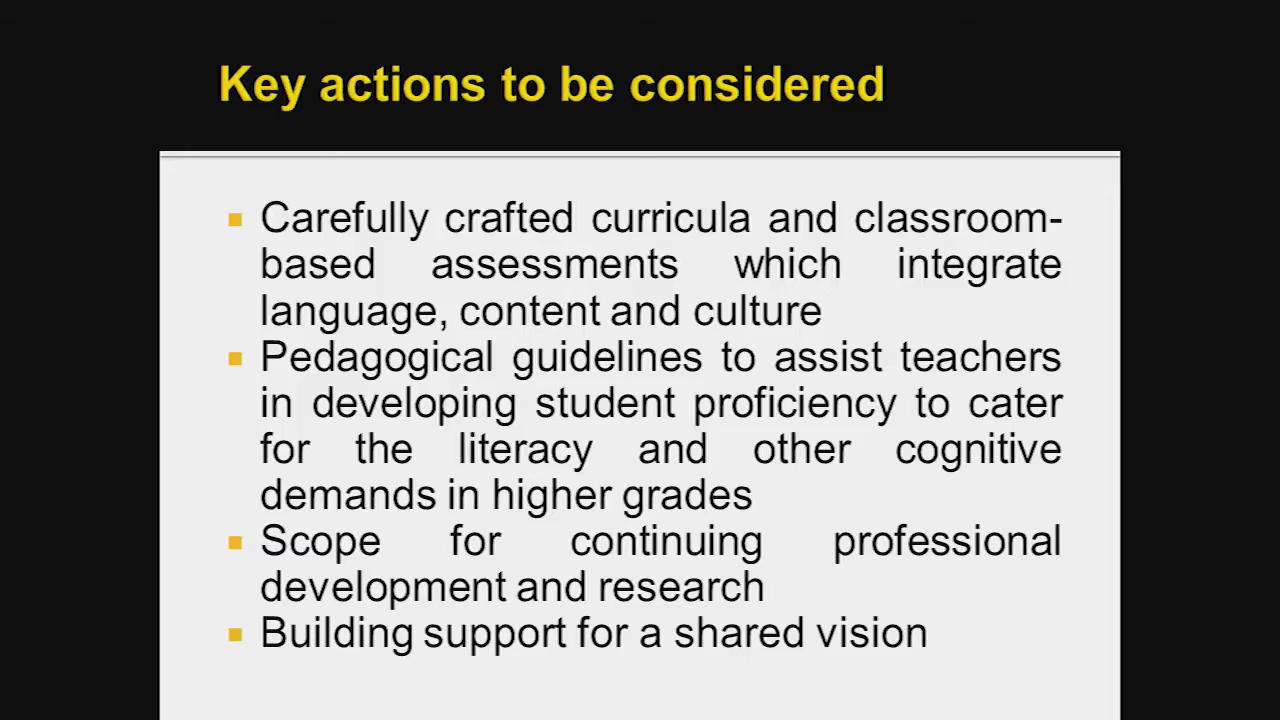 Key actions to be considered
Carefully crafted curricula and classroom-
based assessments which integrate
language, content and culture
Pedagogical guidelines to assist teachers
in developing student proficiency to cater
for the literacy and other cognitive
demands in higher grades
Scope for continuing professional
development and research
Building support for a shared vision